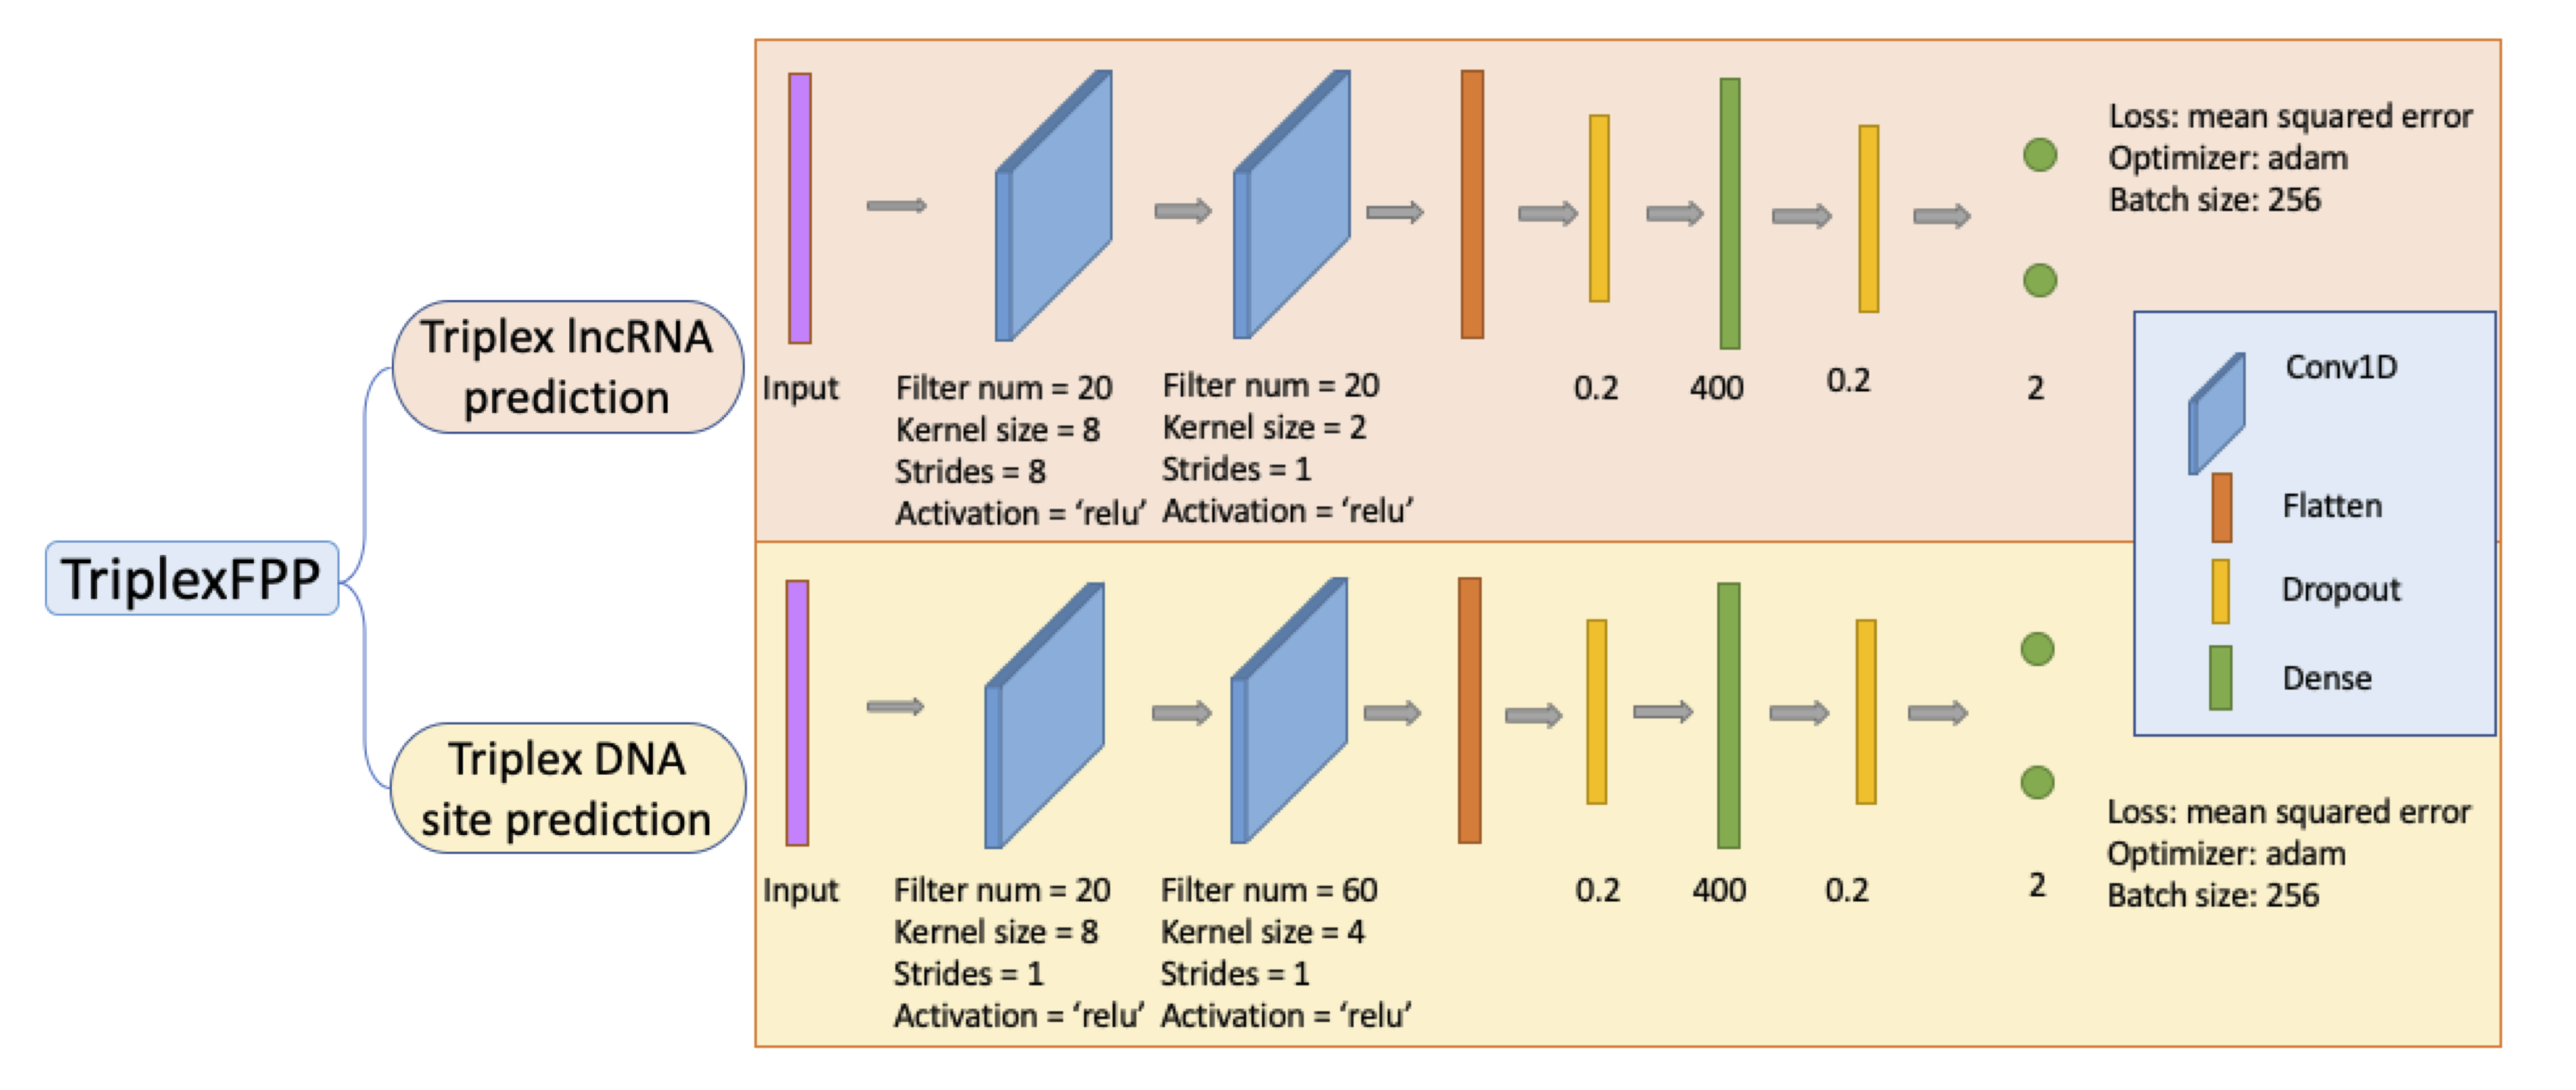 TriplexFPP
Triplex lncRNA
prediction
Triplex DNA
site prediction
Input
Filter num = 20
Kernel size = 8
Strides = 8
Activation = ‘relu’
Filter num = 20
Kernel size = 2
Strides = 1
Activation = ‘relu’
0.2
400
0.2
2
Loss: mean squared error
Optimizer: adam
Batch size: 256
Conv1D
Flatten
Dropout
Dense
Input
Filter num = 20
Kernel size = 8
Strides = 1
Activation = ‘relu’
Filter num = 60
Kernel size = 4
Strides = 1
Activation = ‘relu’
0.2
400
0.2
2
Loss: mean squared error
Optimizer: adam
Batch size: 256